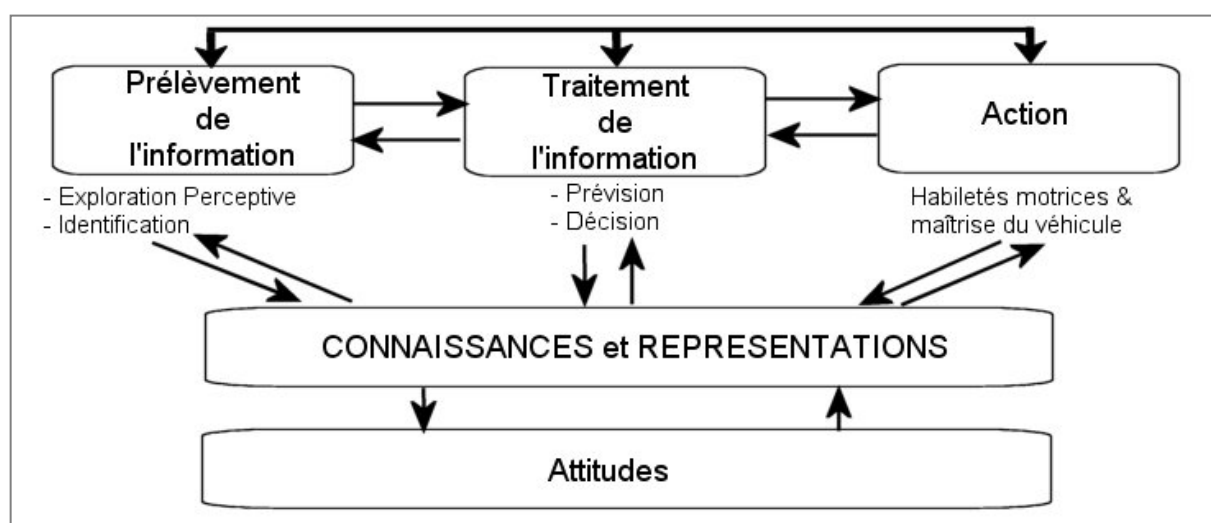 Prélèvement
de
l'information
Traitement
de
l'information
Action
- Exploration Perceptive
- Identification
- Prévision
- Décision
Habiletés motrices &
maîtrise du véhicule
CONNAISSANCES et REPRESENTATIONS
Attitudes